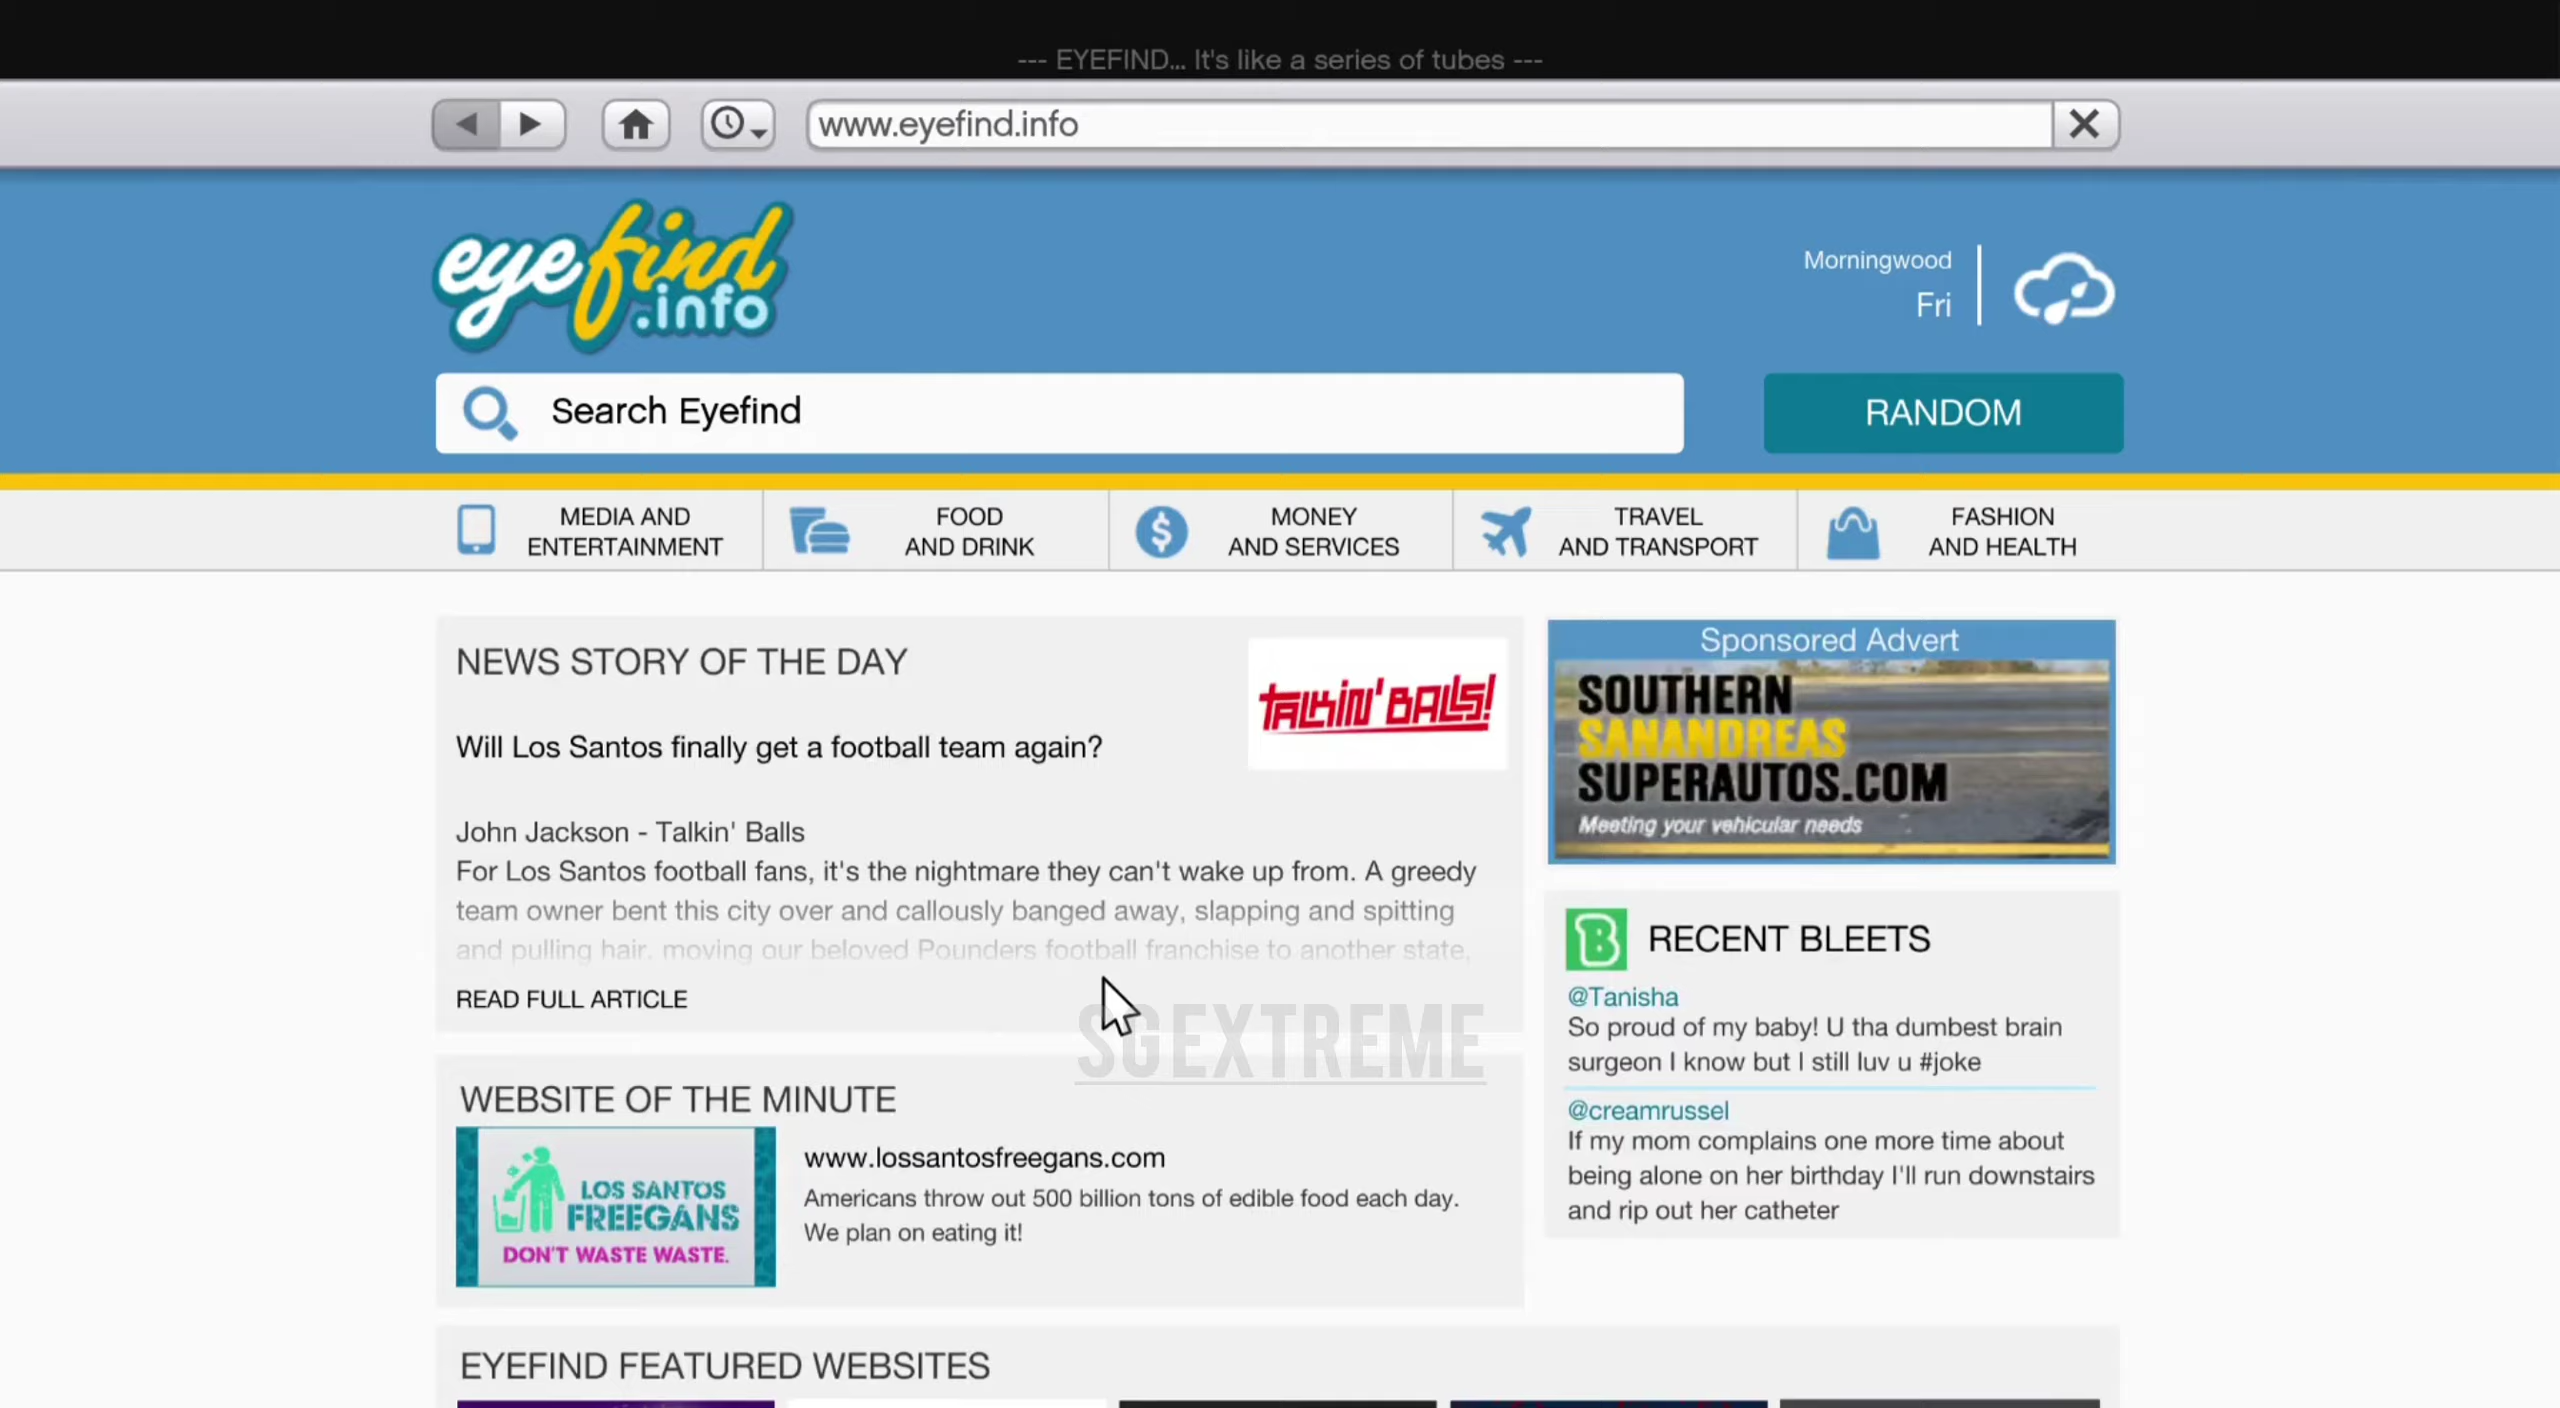 --- EYEFIND... It's like a series of tubes ---
www.eyefind.info
eyefind
.info
Morningwood
Fri
Search Eyefind
RANDOM
MEDIA AND
ENTERTAINMENT
FOOD
AND DRINK
MONEY
AND SERVICES
TRAVEL
AND TRANSPORT
FASHION
AND HEALTH
NEWS STORY OF THE DAY
TALKIN' BALLS!
Will Los Santos finally get a football team again?
John Jackson - Talkin' Balls
For Los Santos football fans, it's the nightmare they can't wake up from. A greedy
team owner bent this city over and callously banged away, slapping and spitting
and pulling hair, moving our beloved Pounders football franchise to another state,
READ FULL ARTICLE
Sponsored Advert
SOUTHERN
SANANDREAS
SUPERAUTOS.COM
Meeting your vehicular needs
B RECENT BLEETS
@Tanisha
So proud of my baby! U tha dumbest brain
surgeon I know but I still luv u #joke
@creamrussel
If my mom complains one more time about
being alone on her birthday I'll run downstairs
and rip out her catheter
SGEXTREME
WEBSITE OF THE MINUTE
LOS SANTOS
FREEGANS
DON'T WASTE WASTE.
www.lossantosfreegans.com
Americans throw out 500 billion tons of edible food each day.
We plan on eating it!
EYEFIND FEATURED WEBSITES